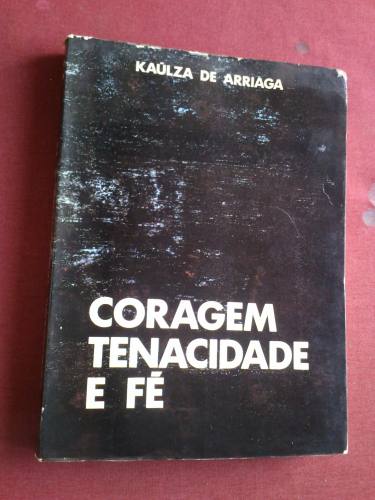 KAÚLZA DE ARRIAGA
CORAGEM
TENACIDADE
E FÉ